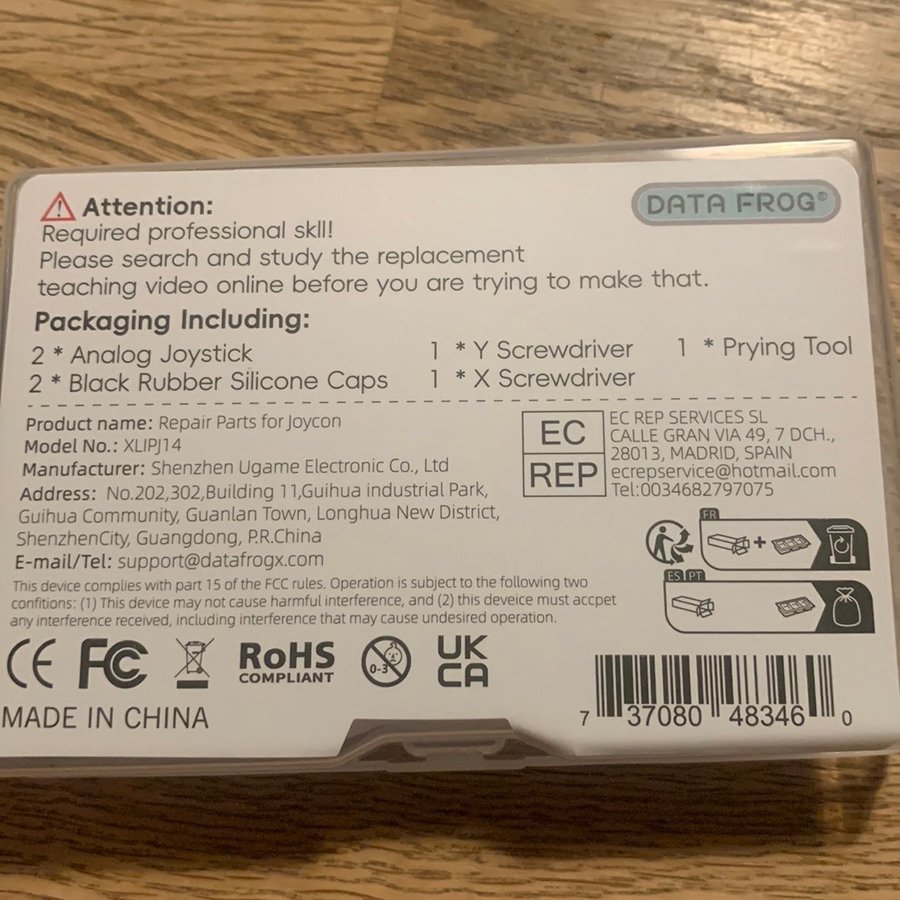 Attention:
DATA FROG®
Required professional skll!
Please search and study the replacement
teaching video online before you are trying to make that.
Packaging Including:
2 * Analog Joystick
1 * Y Screwdriver
1 * Prying Tool
2 * Black Rubber Silicone Caps
1 * X Screwdriver
Product name: Repair Parts for Joycon
Model No.: XLIPJ14
Manufacturer: Shenzhen Ugame Electronic Co., Ltd
Address: No.202,302,Building 11,Guihua industrial Park,
Guihua Community, Guanlan Town, Longhua New District,
ShenzhenCity, Guangdong, P.R.China
E-mail/Tel: support@datafrogx.com
EC
REP
EC REP SERVICES SL
CALLE GRAN VIA 49, 7 DCH.,
28013, MADRID, SPAIN
ecrepservice@hotmail.com
Tel:0034682797075
FR
+
ES PT
This device complies with part 15 of the FCC rules. Operation is subject to the following two
confitions: (1) This device may not cause harmful interference, and (2) this deveice must accpet
any interference received, including interference that may cause undesired operation.
CE FC RoHS
COMPLIANT
0-3
UK
CA
MADE IN CHINA
7 37080 48346 0